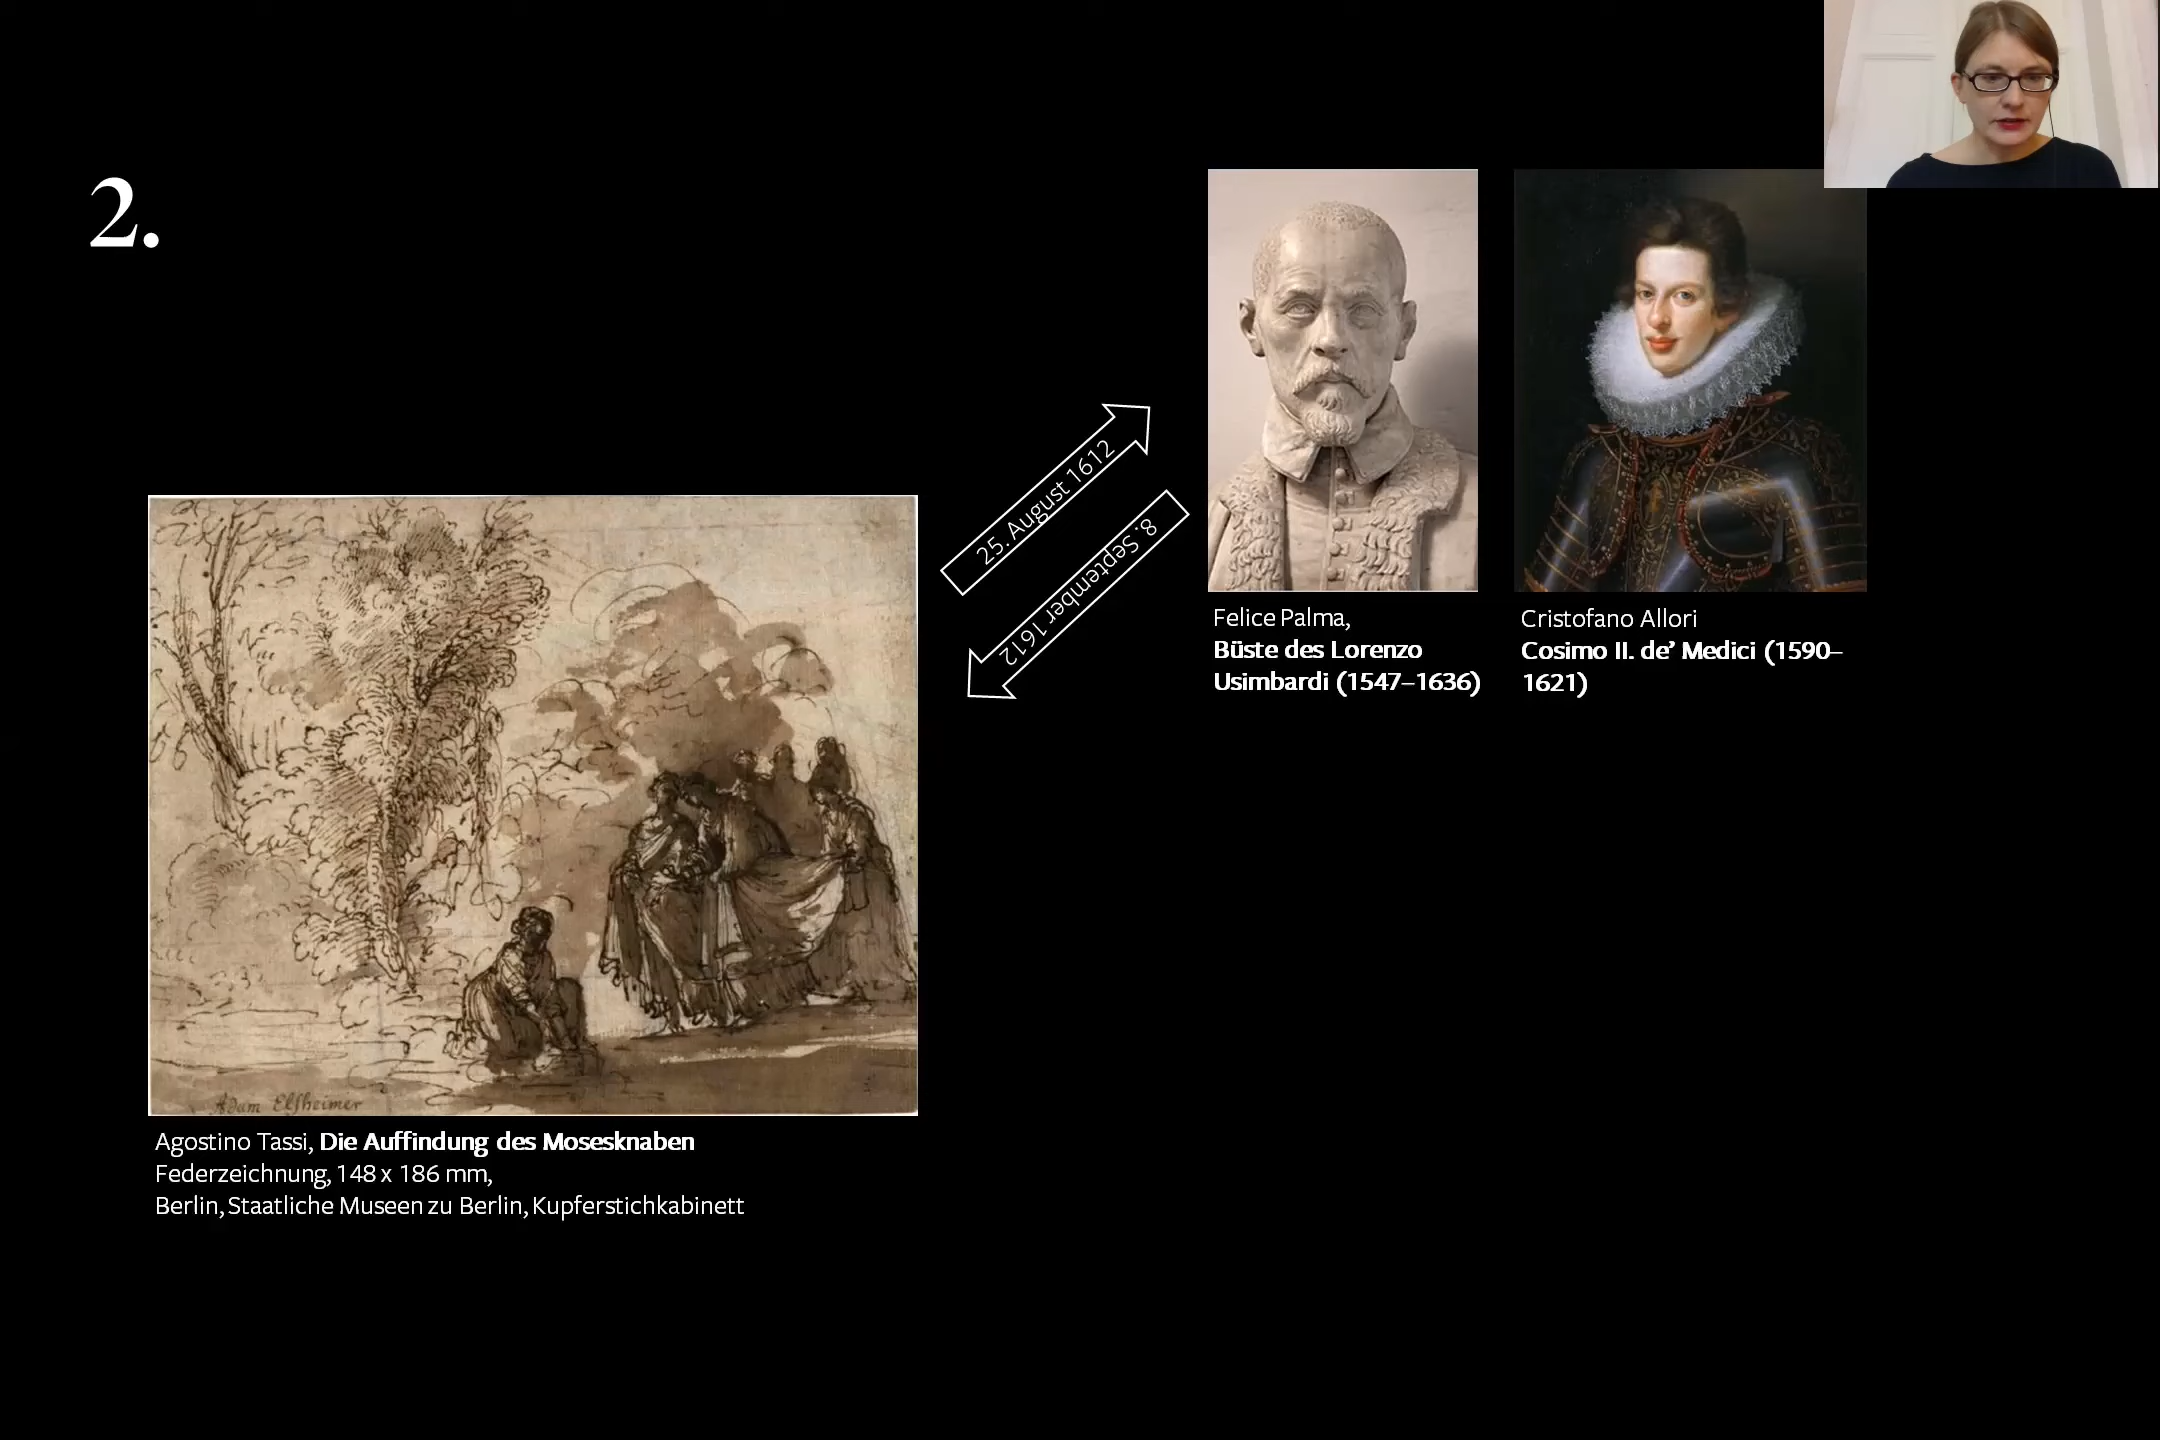 2.
25. August 1612
8. September 1612
Felice Palma,
Büste des Lorenzo
Usimbardi (1547–1636)
Cristofano Allori
Cosimo II. de’ Medici (1590–
1621)
Adam Elsheimer
Agostino Tassi, Die Auffindung des Mosesknaben
Federzeichnung, 148 x 186 mm,
Berlin, Staatliche Museen zu Berlin, Kupferstichkabinett